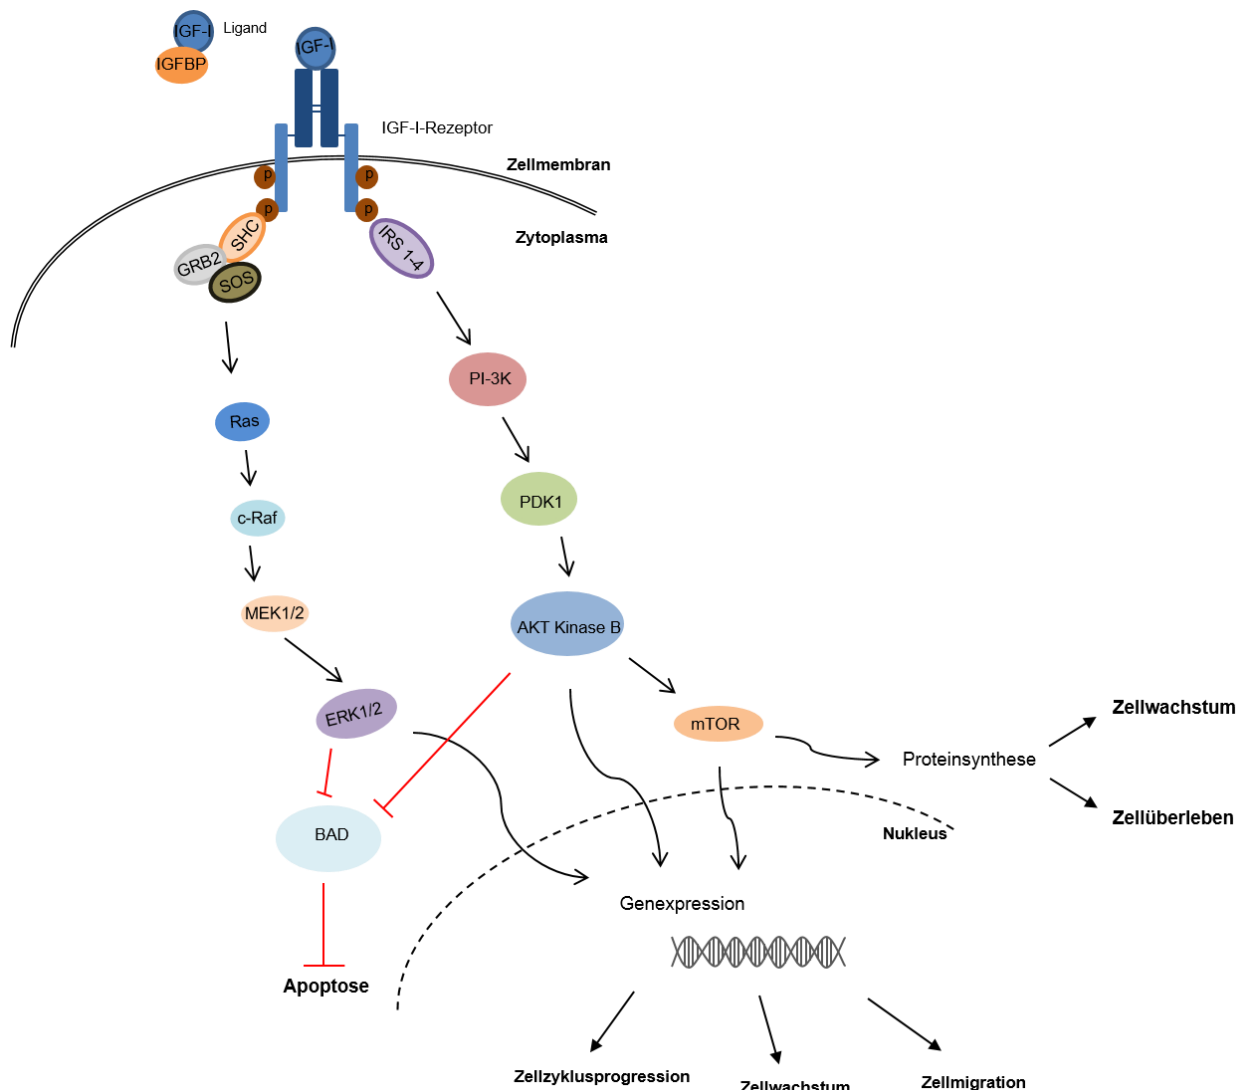 IGF-I
Ligand
IGFBP
IGF-I
IGF-I-Rezeptor
Zellmembran
p
p
p
p
Zytoplasma
SHC
GRB2
SOS
IRS 1-4
PI-3K
Ras
PDK1
c-Raf
MEK1/2
AKT Kinase B
ERK1/2
mTOR
Zellwachstum
Proteinsynthese
Zellüberleben
BAD
Nukleus
Genexpression
Apoptose
Zellzyklusprogression
Zellwachstum
Zellmigration